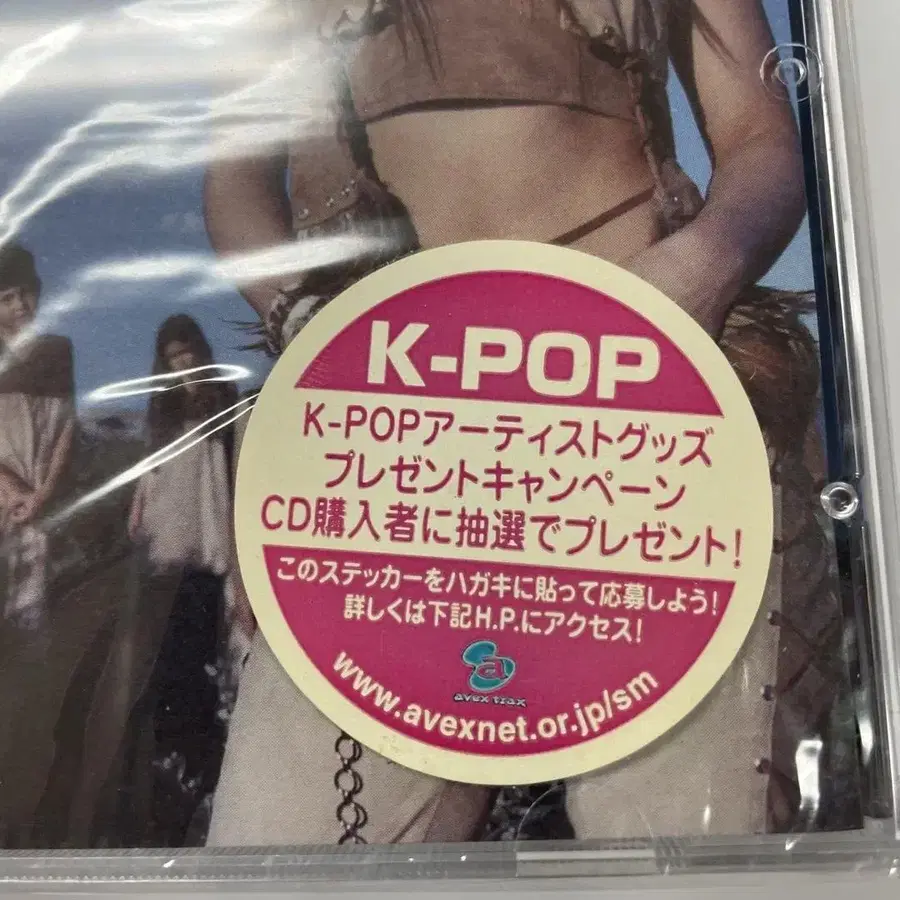 K-POP
K-POPアーティストグッズ
プレゼントキャンペーン
CD購入者に抽選でプレゼント!
このステッカーをハガキに貼って応募しよう!
詳しくは下記H.P.にアクセス!
a
avex trax
www.avexnet.or.jp/sm